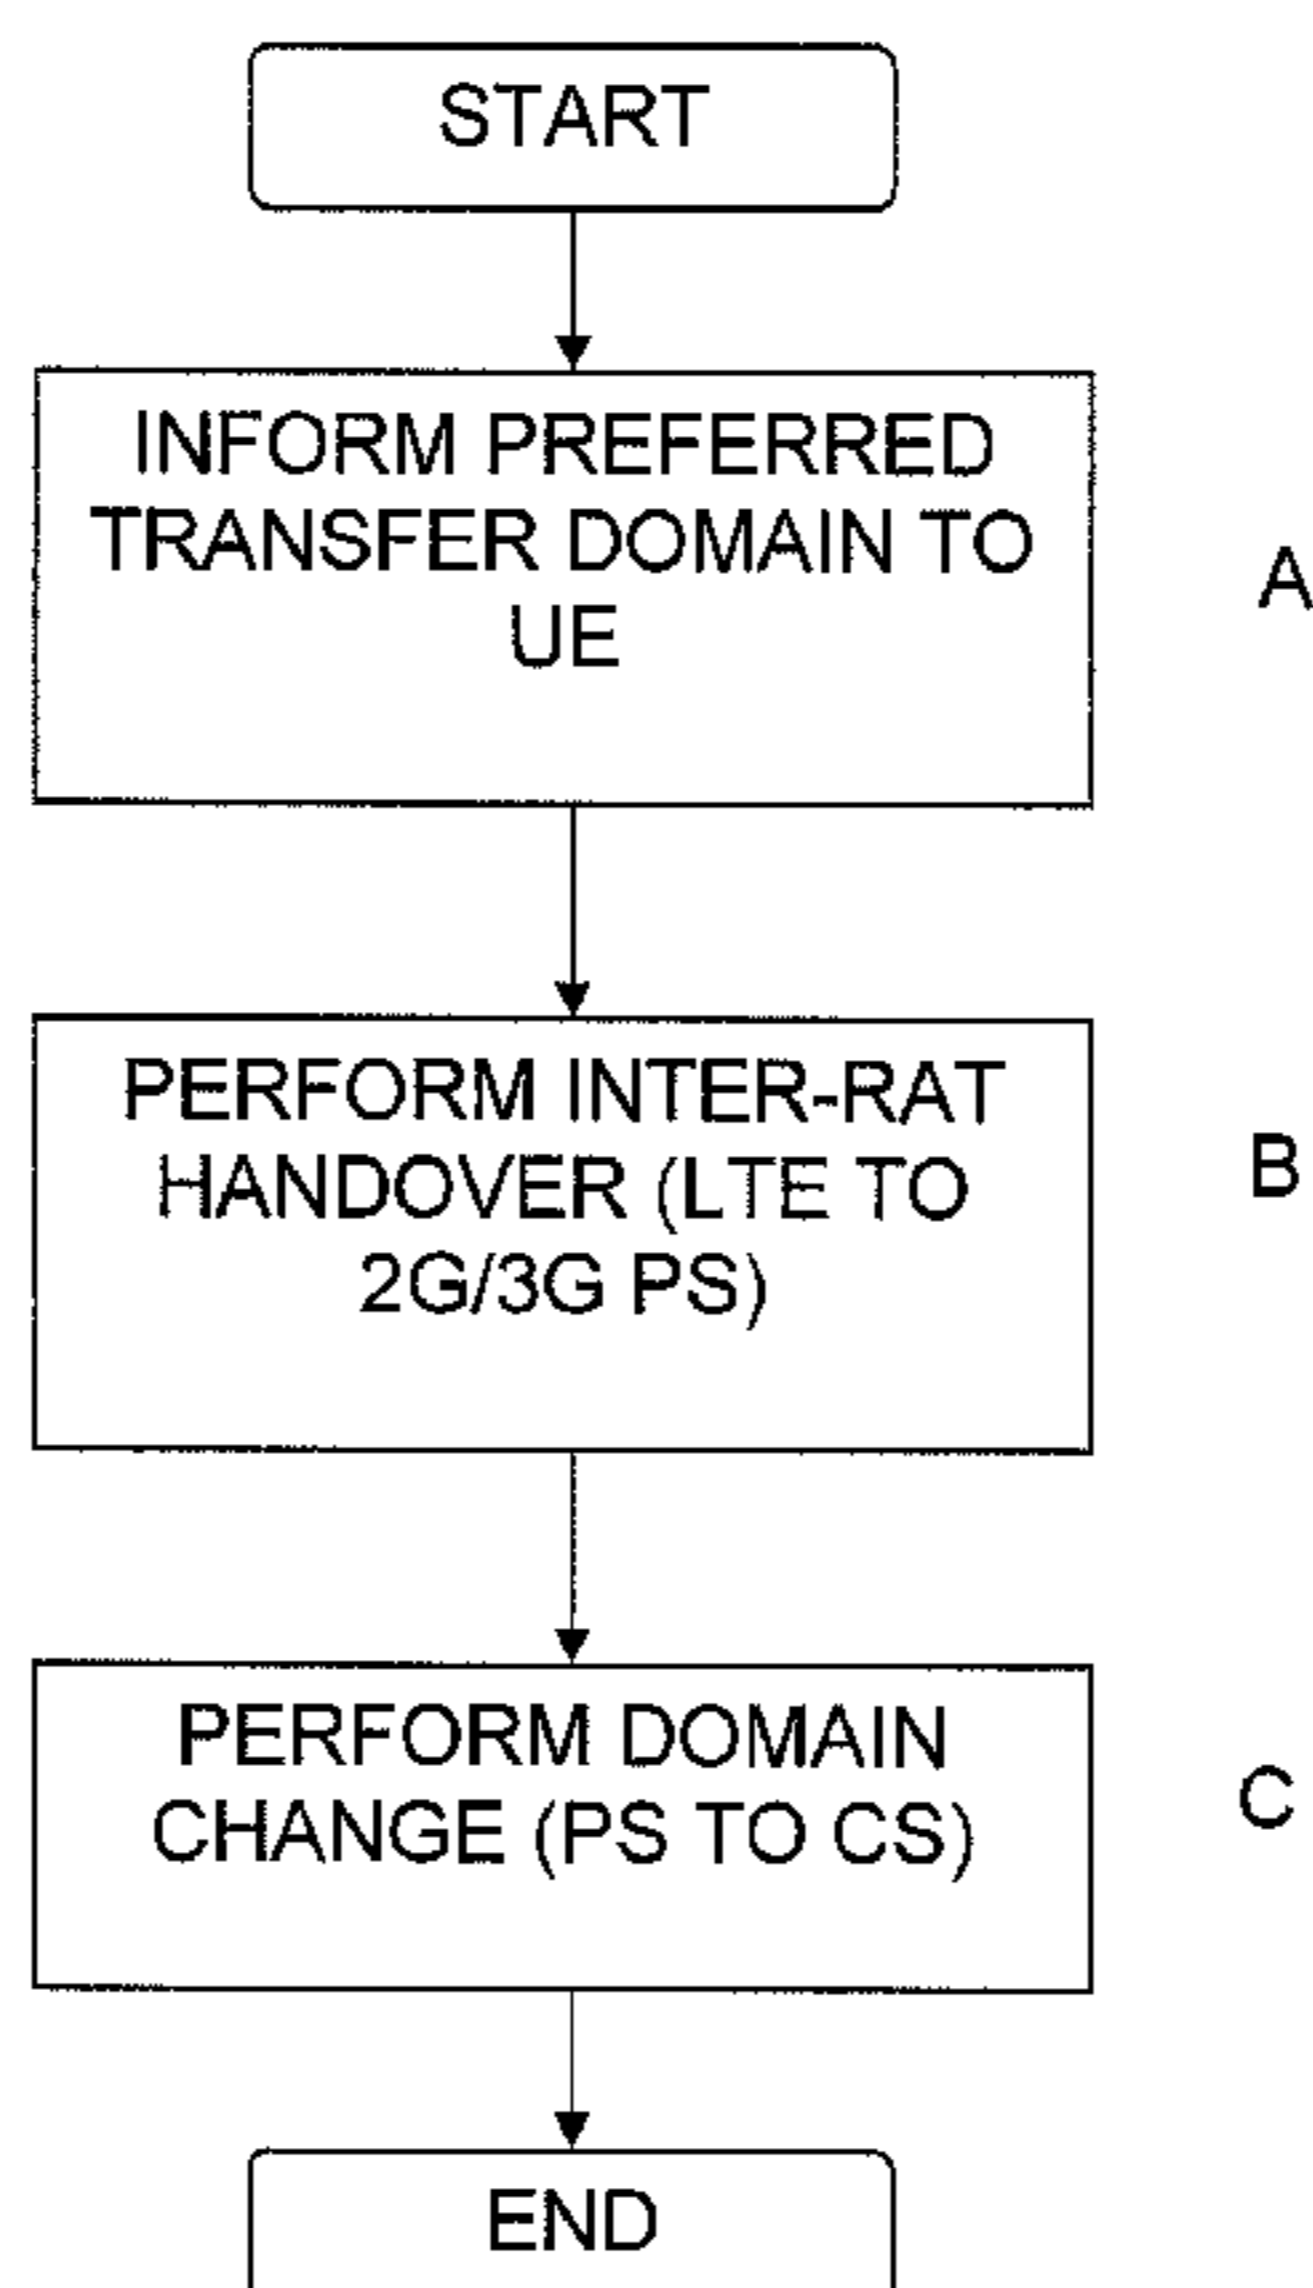 START
INFORM PREFERRED
TRANSFER DOMAIN TO
UE
A
PERFORM INTER-RAT
HANDOVER (LTE TO
2G/3G PS)
B
PERFORM DOMAIN
CHANGE (PS TO CS)
C
END